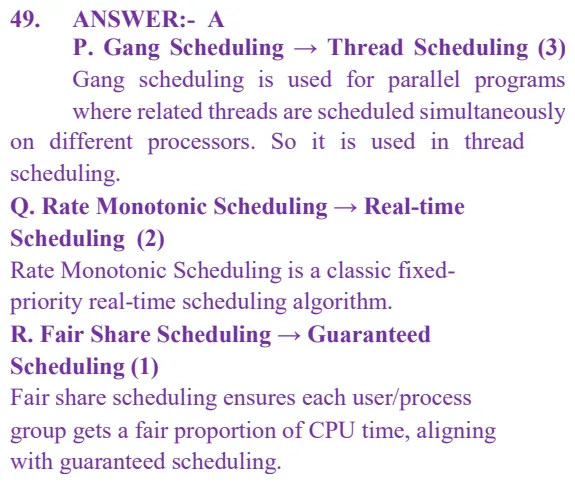 49. ANSWER:- A
P. Gang Scheduling → Thread Scheduling (3)
Gang scheduling is used for parallel programs
where related threads are scheduled simultaneously
on different processors. So it is used in thread
scheduling.
Q. Rate Monotonic Scheduling → Real-time
Scheduling (2)
Rate Monotonic Scheduling is a classic fixed-
priority real-time scheduling algorithm.
R. Fair Share Scheduling → Guaranteed
Scheduling (1)
Fair share scheduling ensures each user/process
group gets a fair proportion of CPU time, aligning
with guaranteed scheduling.